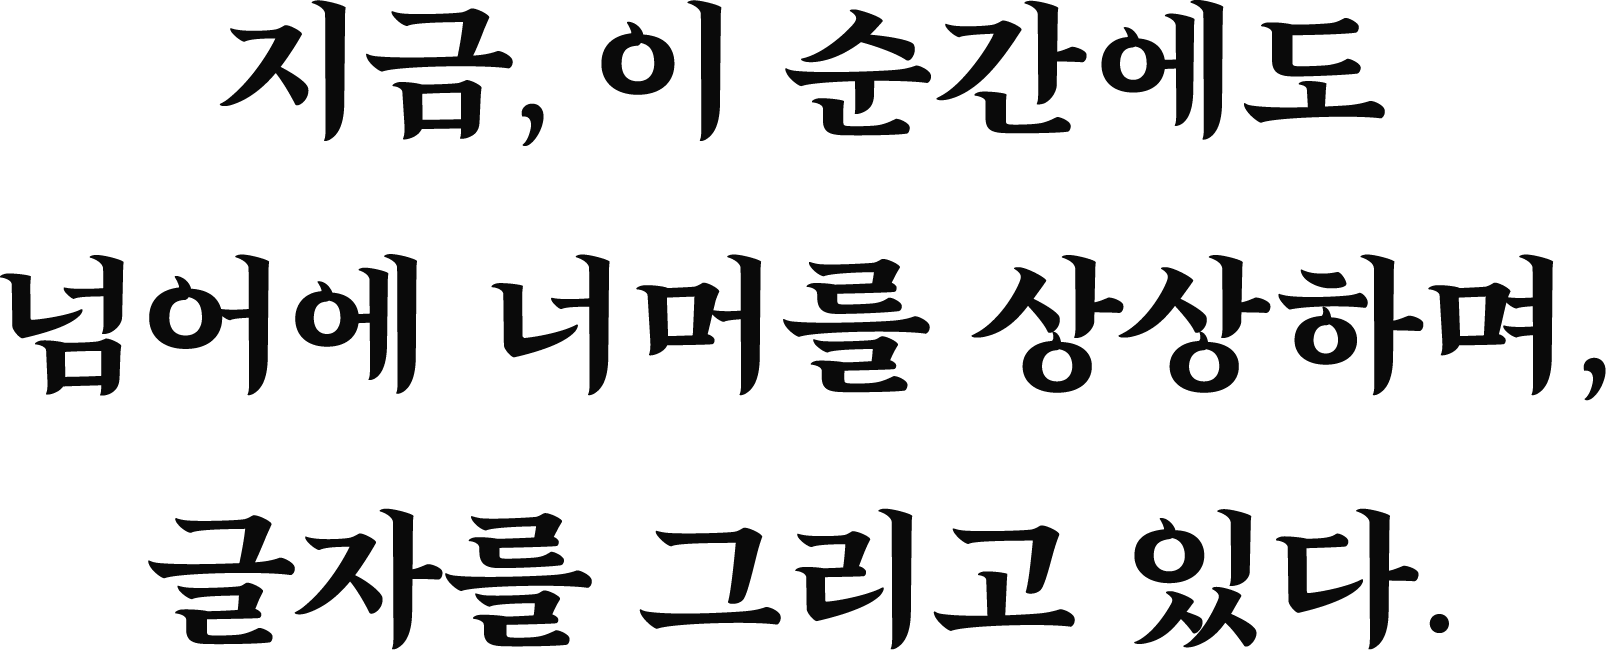 지금, 이 순간에도
넘어에 너머를 상상하며,
글자를 그리고 있다.